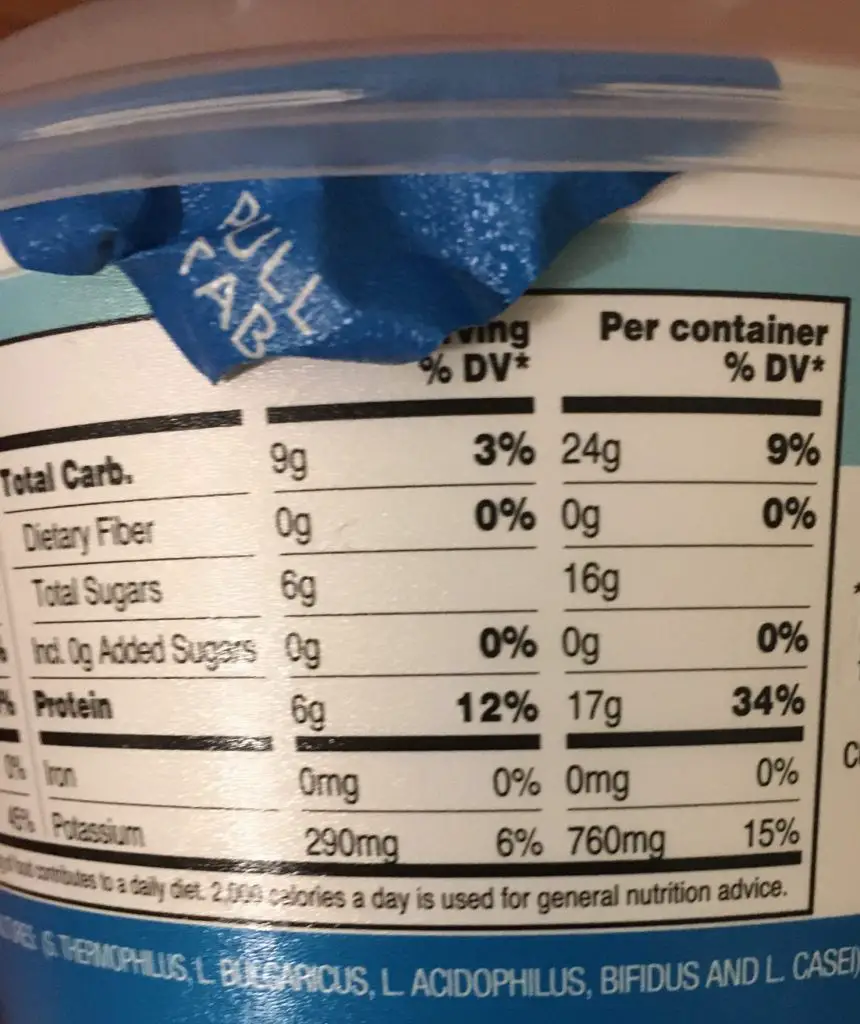 PULL
TAB
Per container
% DV* % DV*
Total Carb. 9g 3% 24g 9%
Dietary Fiber 0g 0% 0g 0%
Total Sugars 6g 16g
Incl. 0g Added Sugars 0g 0% 0g 0%
Protein 6g 12% 17g 34%
0% Iron 0mg 0% 0mg 0%
45% Potassium 290mg 6% 760mg 15%
contributes to a daily diet. 2,000 calories a day is used for general nutrition advice.
(S. THERMOPHILUS, L. BULGARICUS, L. ACIDOPHILUS, BIFIDUS AND L. CASEI)